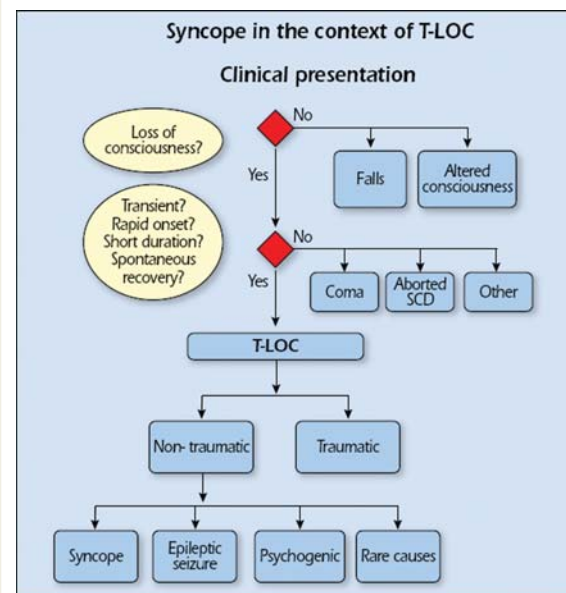 Syncope in the context of T-LOC
Clinical presentation
Loss of
consciousness?
No
Yes
Falls
Altered
consciousness
Transient?
Rapid onset?
Short duration?
Spontaneous
recovery?
No
Yes
Coma
Aborted
SCD
Other
T-LOC
Non- traumatic
Traumatic
Syncope
Epileptic
seizure
Psychogenic
Rare causes